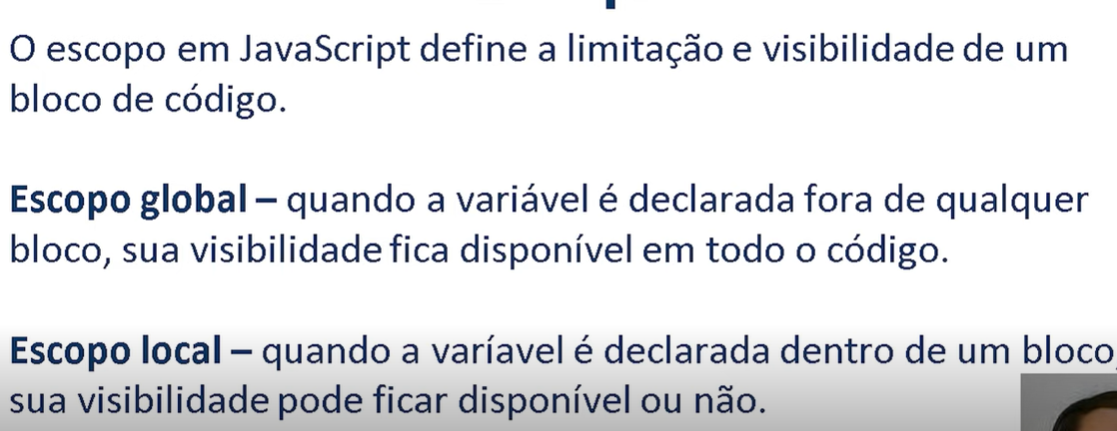 O escopo em JavaScript define a limitação e visibilidade de um
bloco de código.
Escopo global – quando a variável é declarada fora de qualquer
bloco, sua visibilidade fica disponível em todo o código.
Escopo local – quando a varíavel é declarada dentro de um bloco,
sua visibilidade pode ficar disponível ou não.